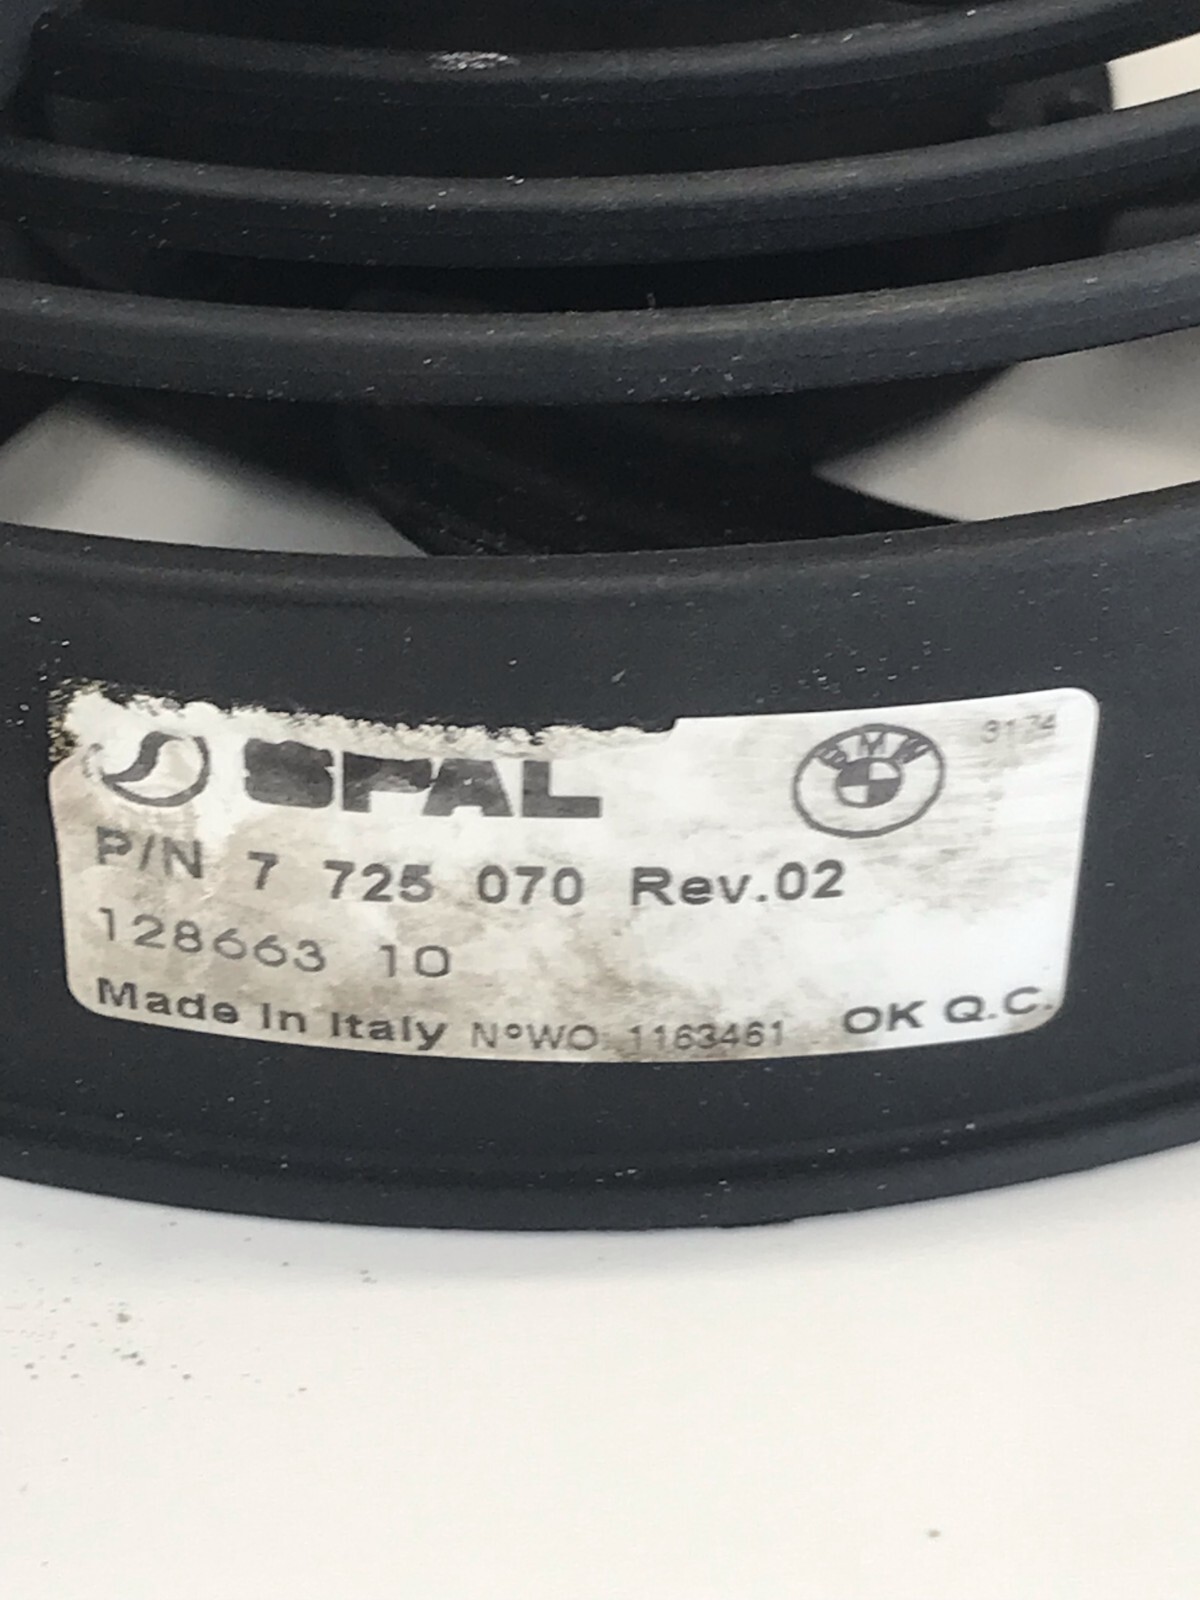 SPAL BMW 3174
P/N 7 725 070 Rev.02
128663 10
Made In Italy N°WO: 1163461 OK Q.C.